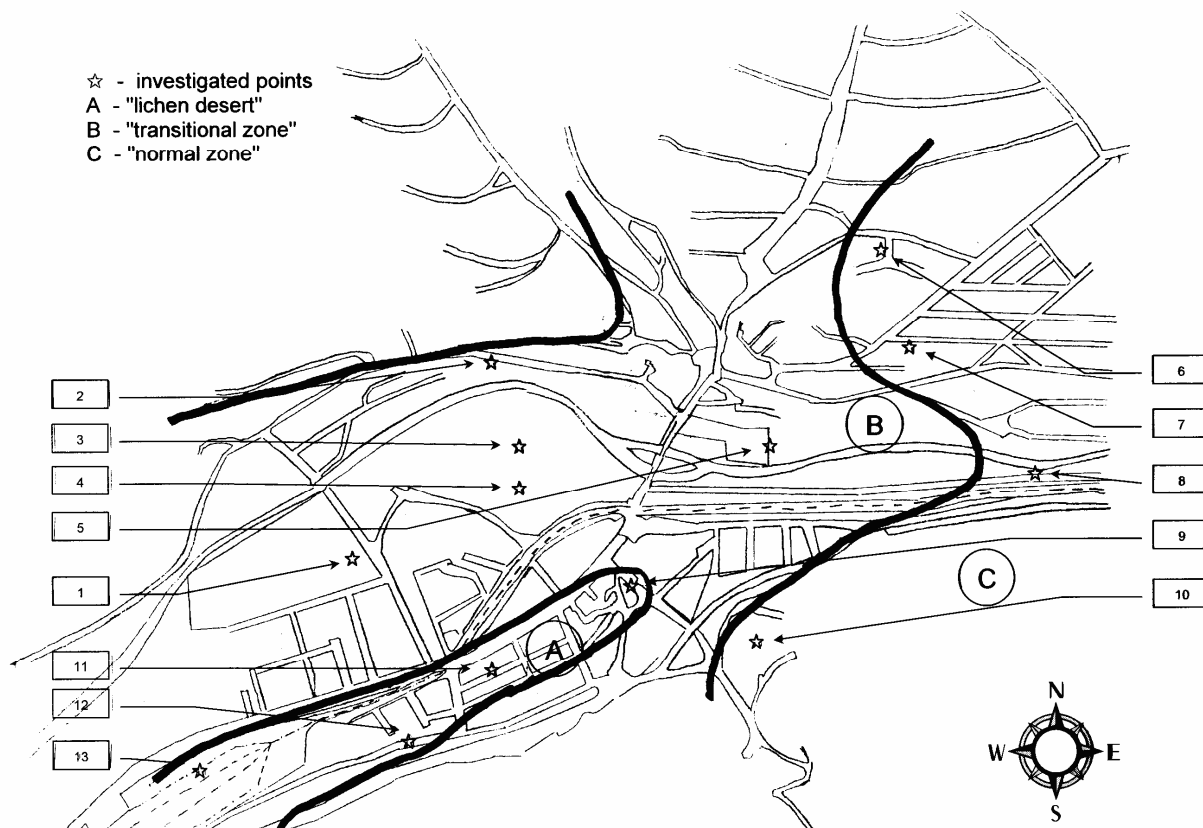 ☆ - investigated points
A - "lichen desert"
B - "transitional zone"
C - "normal zone"
2
3
4
5
1
11
12
13
6
7
8
9
10
B
C
A
N
W E
S